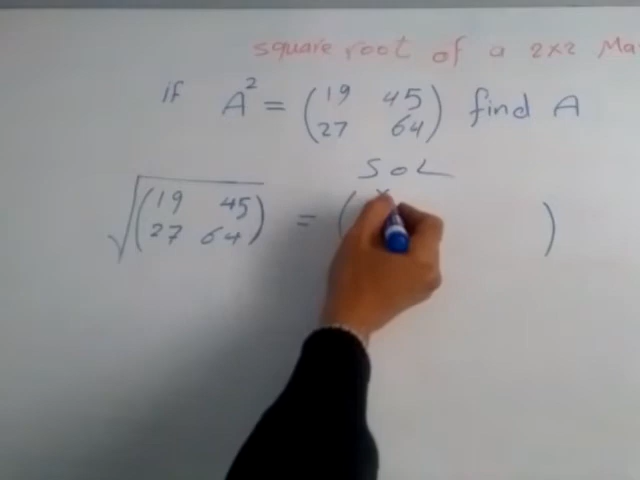 square root of a 2x2 Ma
if A² = (19 45 27 64) find A
SOL
√(19 45 27 64) = ( )